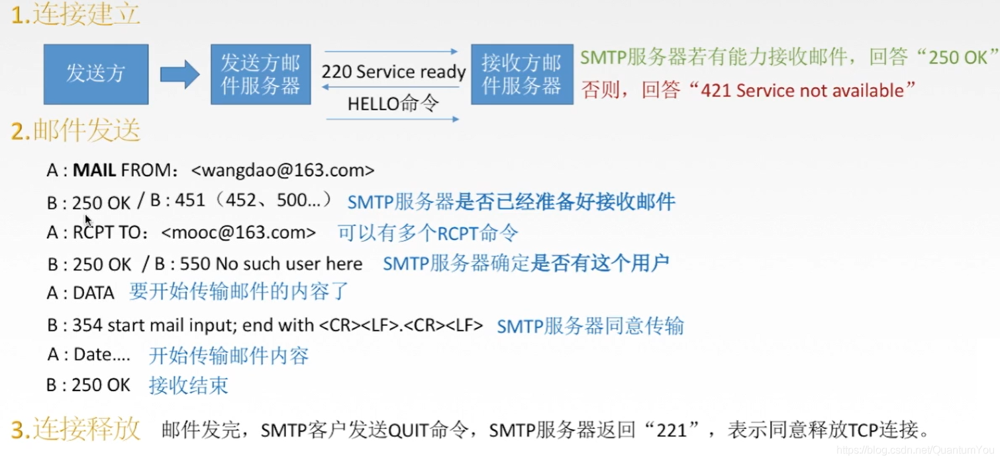 1.连接建立
发送方
发送方邮
件服务器
220 Service ready
HELLO命令
接收方邮
件服务器
SMTP服务器若有能力接收邮件，回答“250 OK”
否则，回答“421 Service not available”
2.邮件发送
A : MAIL FROM：<wangdao@163.com>
B : 250 OK / B : 451（452、500...） SMTP服务器是否已经准备好接收邮件
A : RCPT TO：<mooc@163.com> 可以有多个RCPT命令
B : 250 OK / B : 550 No such user here SMTP服务器确定是否有这个用户
A : DATA 要开始传输邮件的内容了
B : 354 start mail input; end with <CR><LF>.<CR><LF> SMTP服务器同意传输
A : Date.... 开始传输邮件内容
B : 250 OK 接收结束
3.连接释放 邮件发完，SMTP客户发送QUIT命令，SMTP服务器返回“221”，表示同意释放TCP连接。
https://blog.csdn.net/QuantumYou